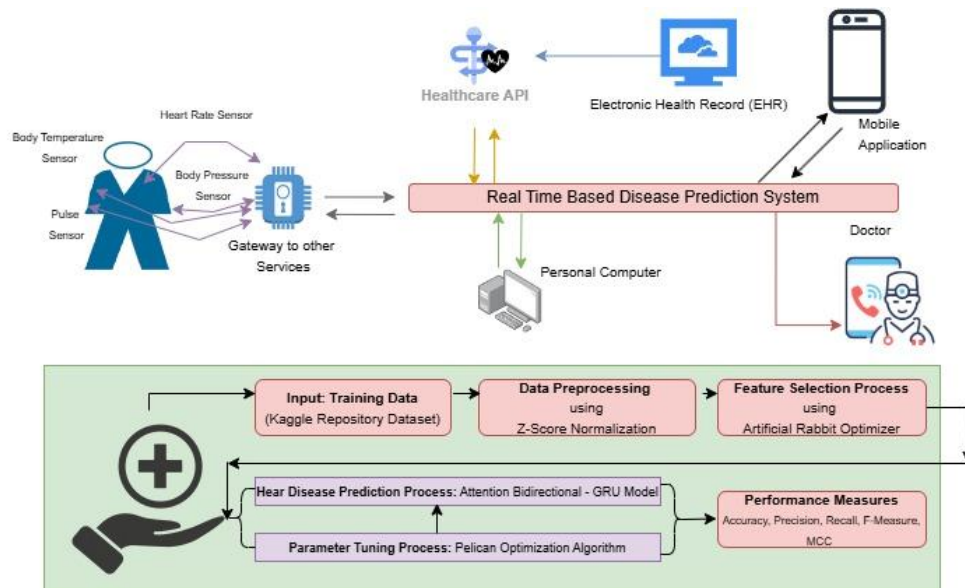 Healthcare API
Electronic Health Record (EHR)
Mobile
Application
Heart Rate Sensor
Body Temperature
Sensor
Body Pressure
Sensor
Pulse
Sensor
Gateway to other
Services
Real Time Based Disease Prediction System
Personal Computer
Doctor
Input: Training Data
(Kaggle Repository Dataset)
Data Preprocessing
using
Z-Score Normalization
Feature Selection Process
using
Artificial Rabbit Optimizer
Hear Disease Prediction Process: Attention Bidirectional - GRU Model
Parameter Tuning Process: Pelican Optimization Algorithm
Performance Measures
Accuracy, Precision, Recall, F-Measure,
MCC